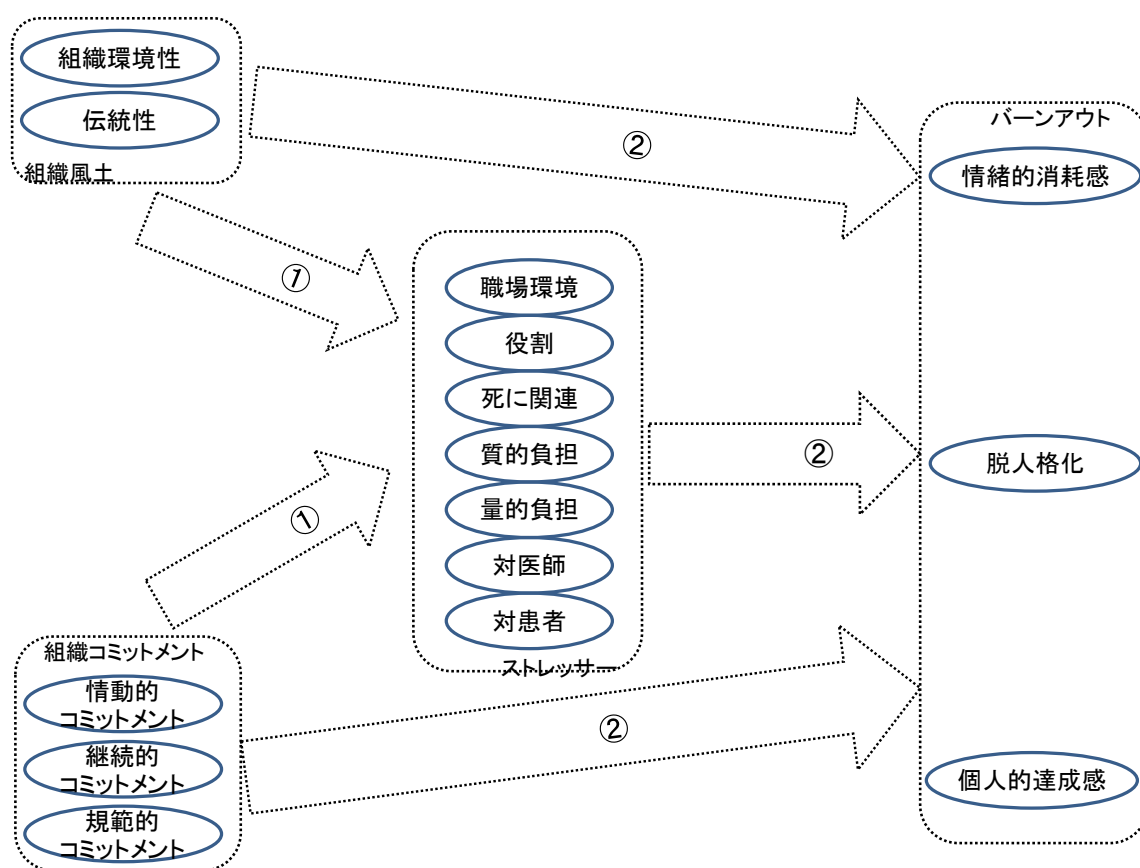 組織環境性
伝統性
組織風土
②
バーンアウト
情緒的消耗感
①
職場環境
役割
死に関連
質的負担
量的負担
対医師
対患者
ストレッサー
②
脱人格化
①
組織コミットメント
情動的
コミットメント
継続的
コミットメント
規範的
コミットメント
②
個人的達成感